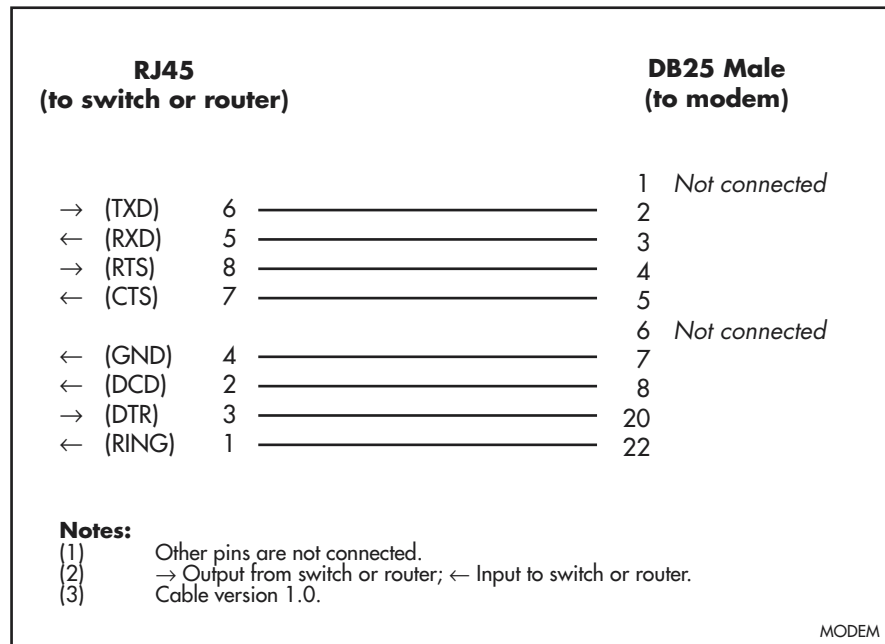 RJ45
(to switch or router)
DB25 Male
(to modem)
1 Not connected
→ (TXD) 6 2
← (RXD) 5 3
→ (RTS) 8 4
← (CTS) 7 5
6 Not connected
← (GND) 4 7
← (DCD) 2 8
→ (DTR) 3 20
← (RING) 1 22
Notes:
(1) Other pins are not connected.
(2) → Output from switch or router; ← Input to switch or router.
(3) Cable version 1.0.
MODEM